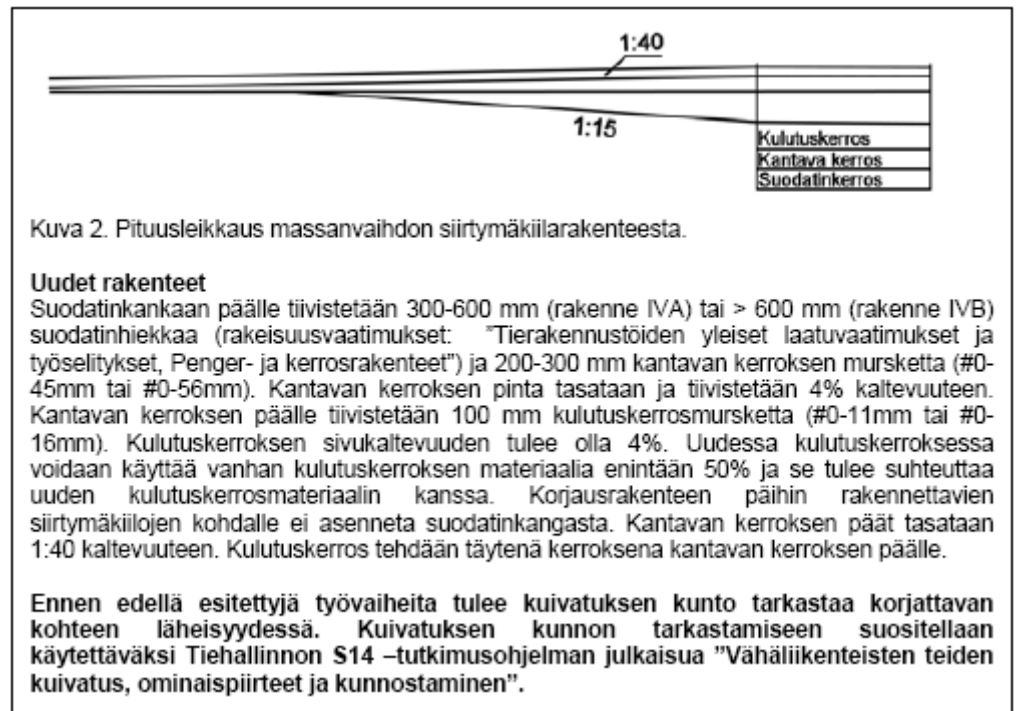 1:40
1:15
Kulutuskerros
Kantava kerros
Suodatinkerros
Kuva 2. Pituusleikkaus massanvaihdon siirtymäkiilarakenteesta.
Uudet rakenteet
Suodatinkankaan päälle tiivistetään 300-600 mm (rakenne IVA) tai > 600 mm (rakenne IVB)
suodatinhiekkaa (rakeisuusvaatimukset: "Tierakennustöiden yleiset laatuvaatimukset ja
työselitykset, Penger- ja kerrosrakenteet") ja 200-300 mm kantavan kerroksen mursketta (#0-
45mm tai #0-56mm). Kantavan kerroksen pinta tasataan ja tiivistetään 4% kaltevuuteen.
Kantavan kerroksen päälle tiivistetään 100 mm kulutuskerrosmursketta (#0-11mm tai #0-
16mm). Kulutuskerroksen sivukaltevuuden tulee olla 4%. Uudessa kulutuskerroksessa
voidaan käyttää vanhan kulutuskerroksen materiaalia enintään 50% ja se tulee suhteuttaa
uuden kulutuskerrosmateriaalin kanssa. Korjausrakenteen päihin rakennettavien
siirtymäkiilojen kohdalle ei asenneta suodatinkangasta. Kantavan kerroksen päät tasataan
1:40 kaltevuuteen. Kulutuskerros tehdään täytenä kerroksena kantavan kerroksen päälle.
Ennen edellä esitettyjä työvaiheita tulee kuivatuksen kunto tarkastaa korjattavan
kohteen läheisyydessä. Kuivatuksen kunnon tarkastamiseen suositellaan
käytettäväksi Tiehallinnon S14 –tutkimusohjelman julkaisua "Vähäliikenteisten teiden
kuivatus, ominaispiirteet ja kunnostaminen".